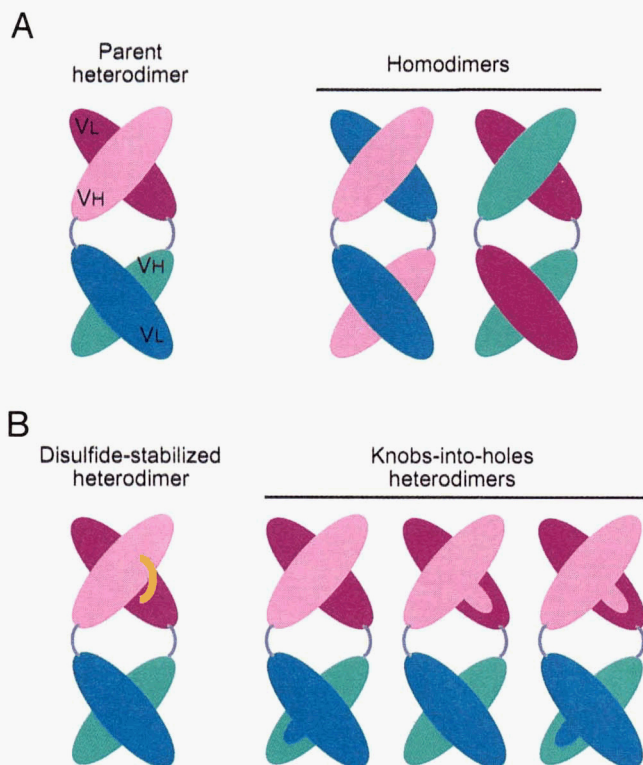 A
Parent
heterodimer
Homodimers
VL
VH
VH
VL
B
Disulfide-stabilized
heterodimer
Knobs-into-holes
heterodimers